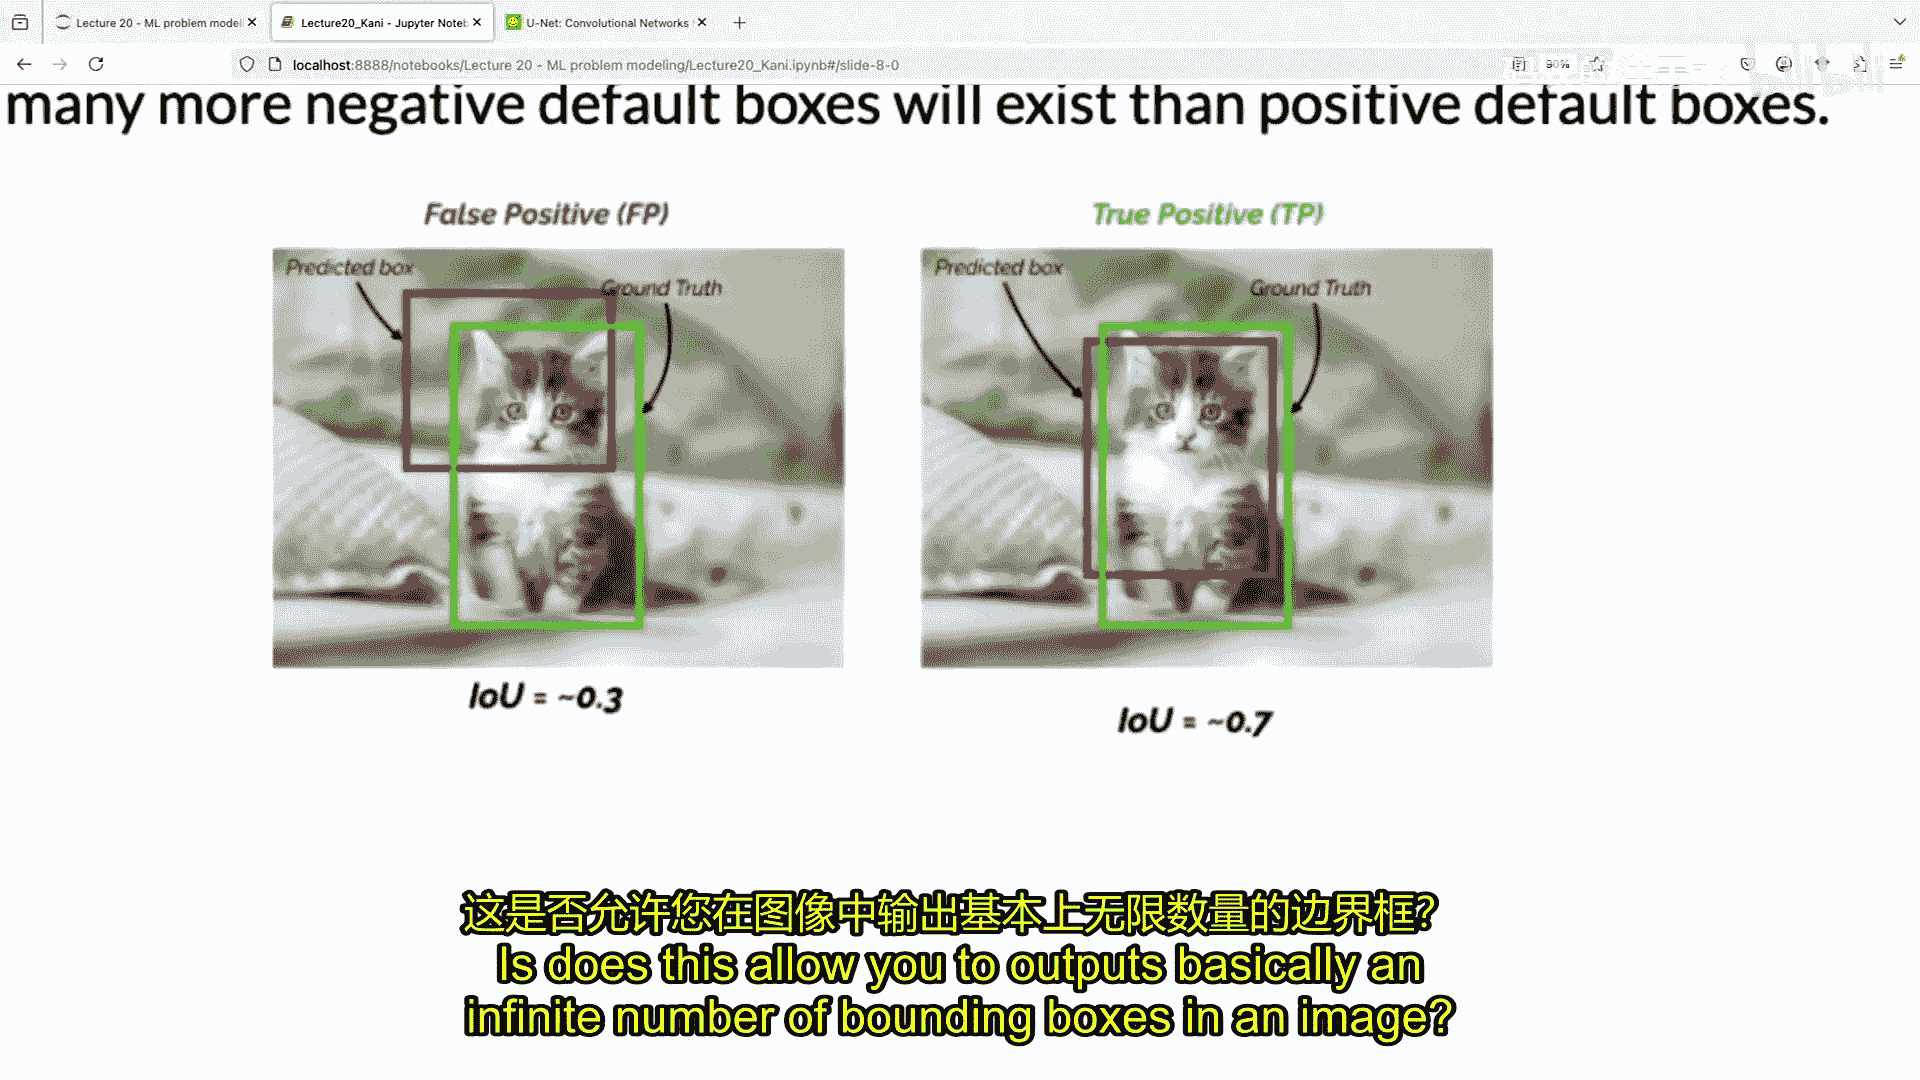 Lecture 20 - ML problem model
Lecture20_Kani - Jupyter Notel
U-Net: Convolutional Networks
localhost:8888/notebooks/Lecture 20 - ML problem modeling/Lecture20_Kani.ipynb#/slide-8-0
90%
many more negative default boxes will exist than positive default boxes.
False Positive (FP)
True Positive (TP)
Predicted box
Ground Truth
Predicted box
Ground Truth
IoU = ~0.3
IoU = ~0.7
这是否允许您在图像中输出基本上无限数量的边界框?
Is does this allow you to outputs basically an
infinite number of bounding boxes in an image?